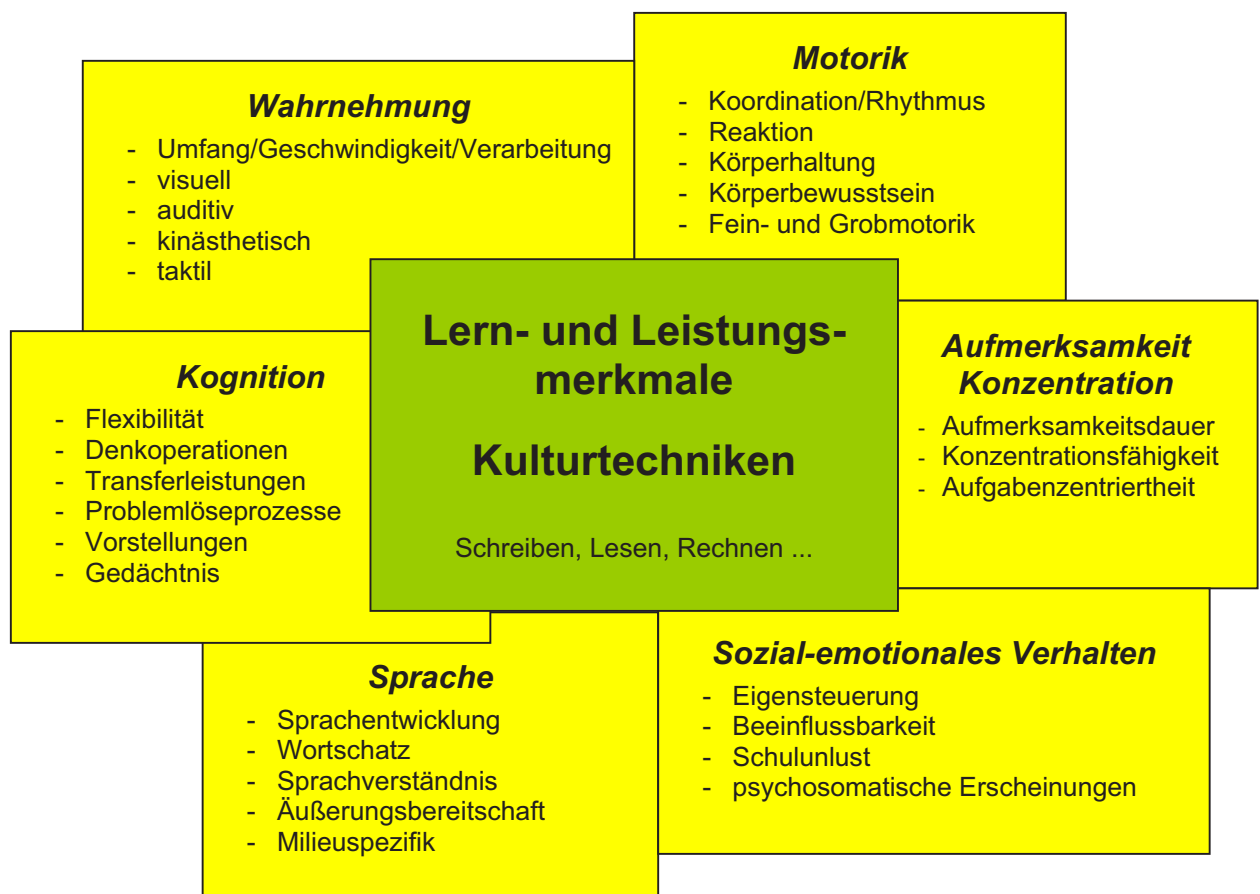 Motorik
- Koordination/Rhythmus
- Reaktion
- Körperhaltung
- Körperbewusstsein
- Fein- und Grobmotorik
Wahrnehmung
- Umfang/Geschwindigkeit/Verarbeitung
- visuell
- auditiv
- kinästhetisch
- taktil
Lern- und Leistungs-
merkmale
Kulturtechniken
Schreiben, Lesen, Rechnen ...
Aufmerksamkeit
Konzentration
- Aufmerksamkeitsdauer
- Konzentrationsfähigkeit
- Aufgabenzentriertheit
Kognition
- Flexibilität
- Denkoperationen
- Transferleistungen
- Problemlöseprozesse
- Vorstellungen
- Gedächtnis
Sprache
- Sprachentwicklung
- Wortschatz
- Sprachverständnis
- Äußerungsbereitschaft
- Milieuspezifik
Sozial-emotionales Verhalten
- Eigensteuerung
- Beeinflussbarkeit
- Schulunlust
- psychosomatische Erscheinungen